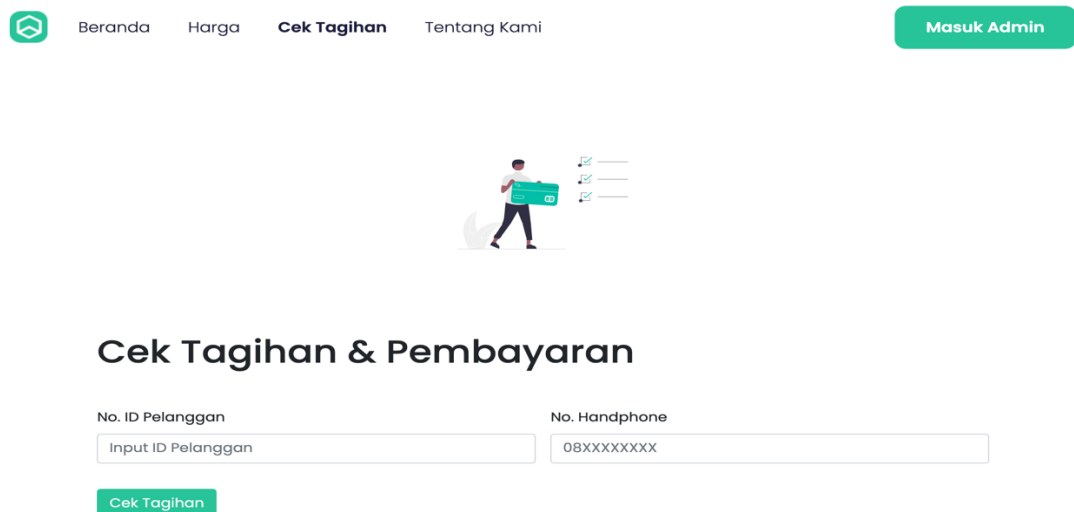 Beranda Harga Cek Tagihan Tentang Kami Masuk Admin
Cek Tagihan & Pembayaran
No. ID Pelanggan No. Handphone
Input ID Pelanggan 08XXXXXXXX
Cek Tagihan